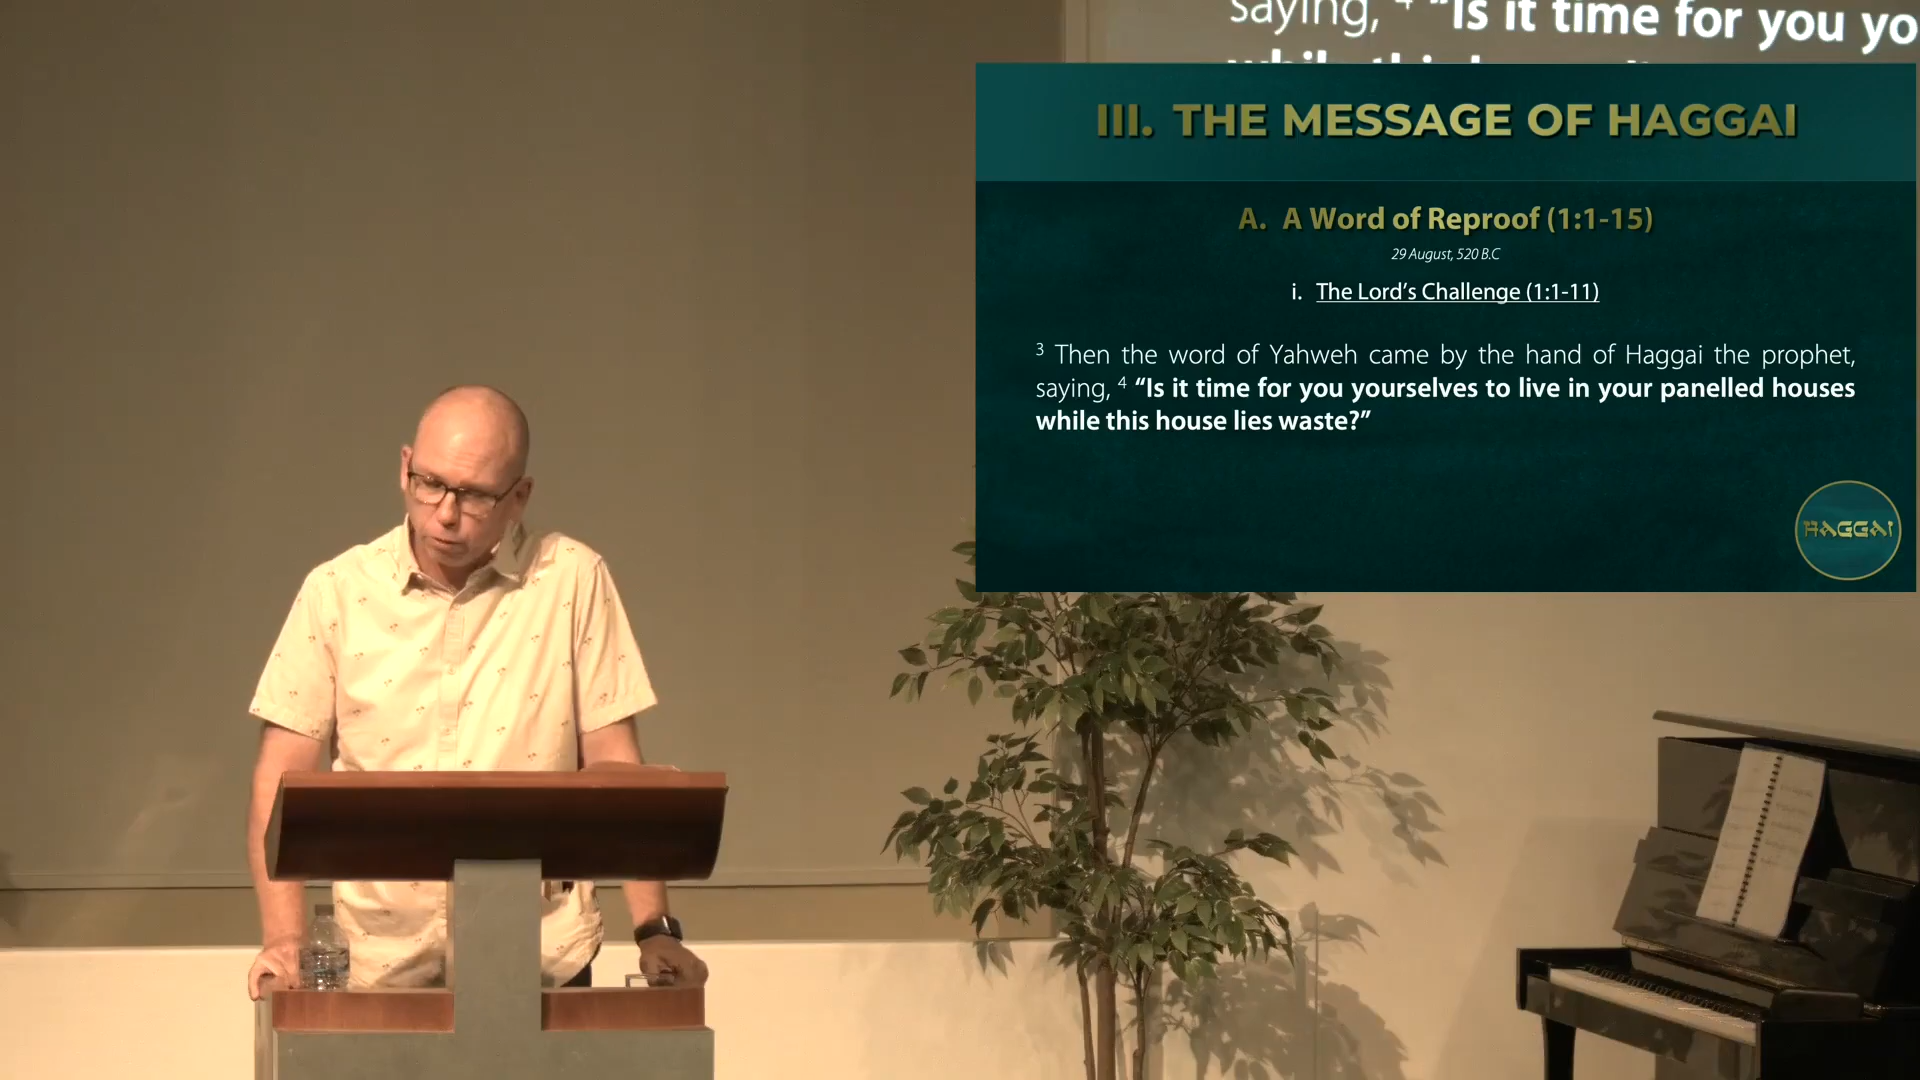 saying, 4 “Is it time for you yo
III. THE MESSAGE OF HAGGAI
A. A Word of Reproof (1:1-15)
29 August, 520 B.C
i. The Lord’s Challenge (1:1-11)
3 Then the word of Yahweh came by the hand of Haggai the prophet,
saying, 4 “Is it time for you yourselves to live in your panelled houses
while this house lies waste?”
HAGGAI